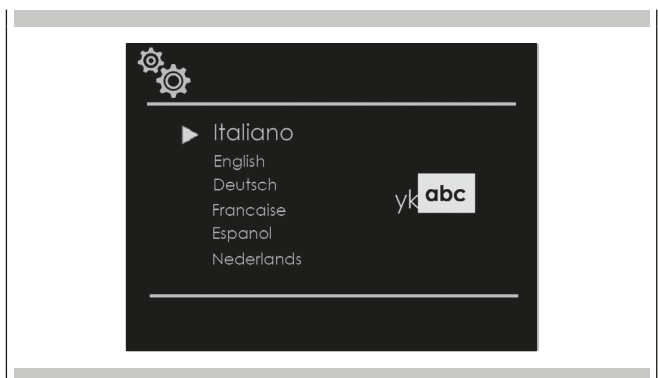 Italiano
English
Deutsch
Francaise
yk abc
Espanol
Nederlands